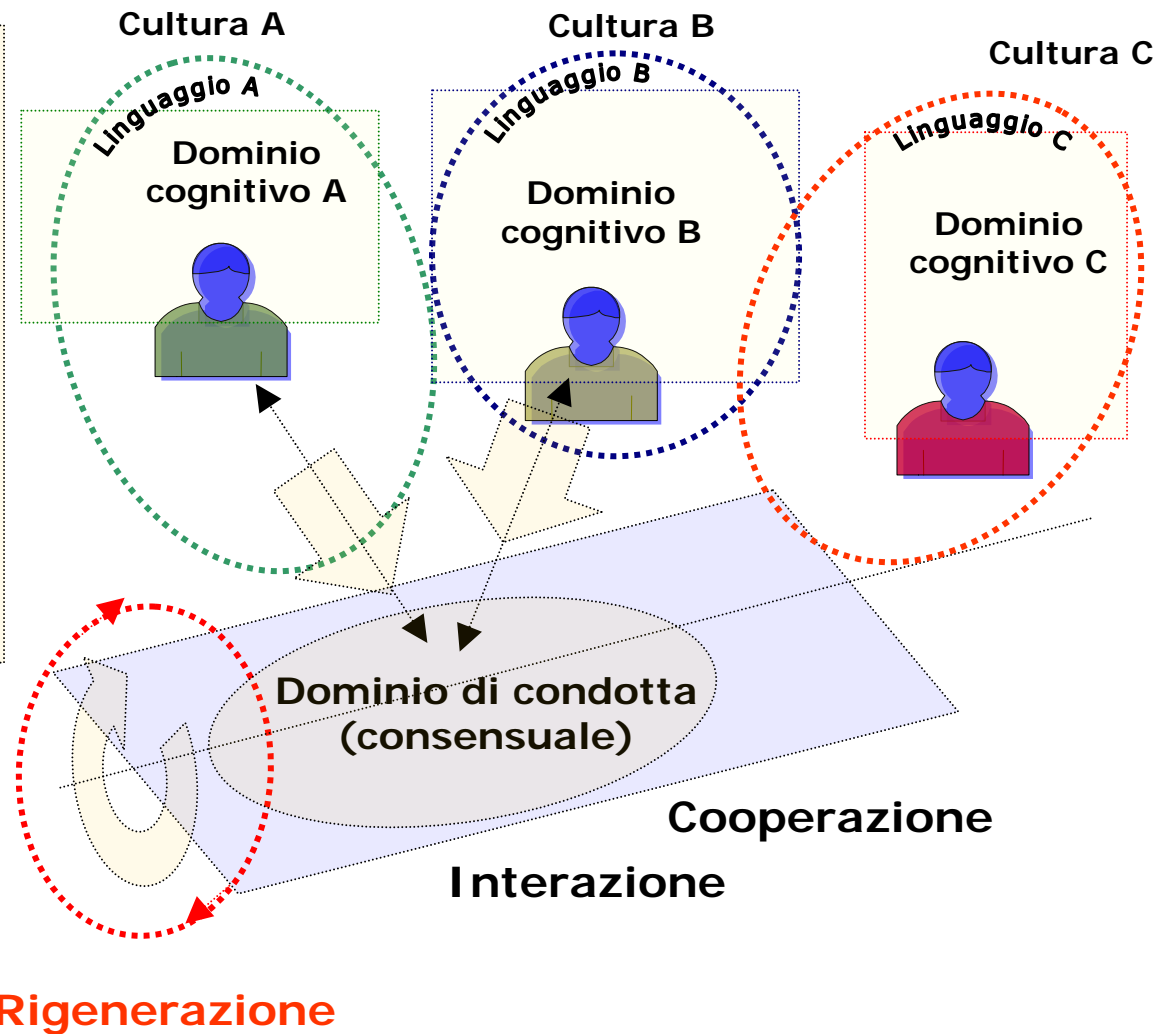 Cultura A
Cultura B
Cultura C
Linguaggio A
Linguaggio B
Linguaggio C
Dominio
cognitivo A
Dominio
cognitivo B
Dominio
cognitivo C
Dominio di condotta
(consensuale)
Cooperazione
Interazione
Rigenerazione